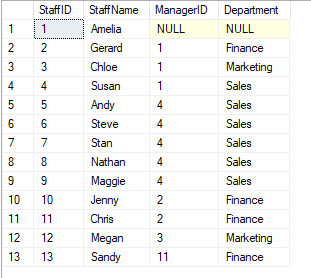 StaffID StaffName ManagerID Department
1 1 Amelia NULL NULL
2 2 Gerard 1 Finance
3 3 Chloe 1 Marketing
4 4 Susan 1 Sales
5 5 Andy 4 Sales
6 6 Steve 4 Sales
7 7 Stan 4 Sales
8 8 Nathan 4 Sales
9 9 Maggie 4 Sales
10 10 Jenny 2 Finance
11 11 Chris 2 Finance
12 12 Megan 3 Marketing
13 13 Sandy 11 Finance